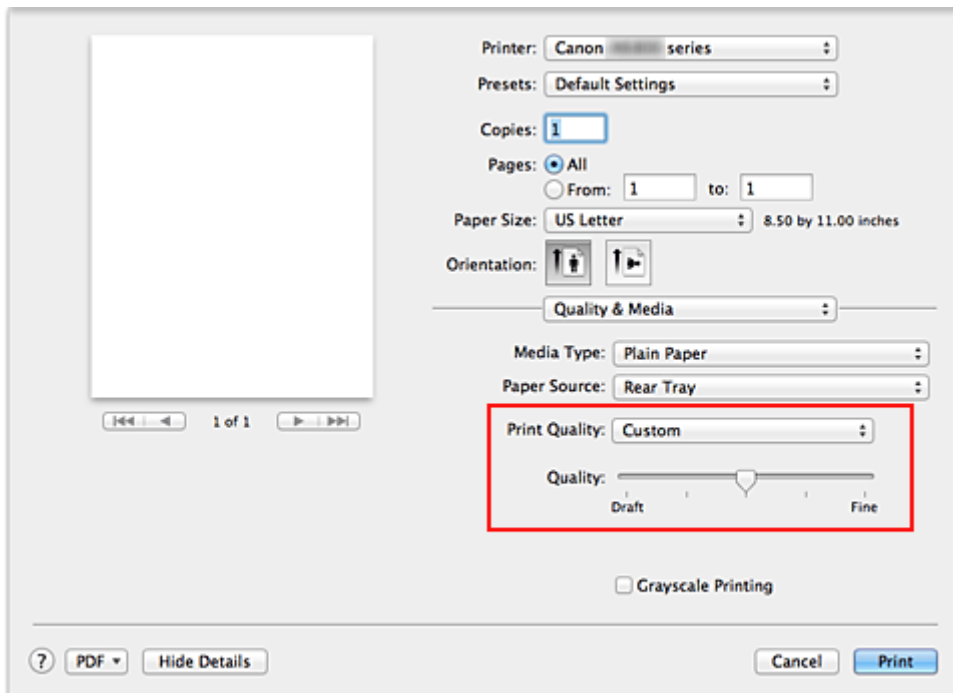 Printer: Canon series
Presets: Default Settings
Copies: 1
Pages: All
From: 1 to: 1
Paper Size: US Letter 8.50 by 11.00 inches
Orientation:
Quality & Media
Media Type: Plain Paper
Paper Source: Rear Tray
1 of 1
Print Quality: Custom
Quality:
Draft Fine
Grayscale Printing
? PDF Hide Details Cancel Print